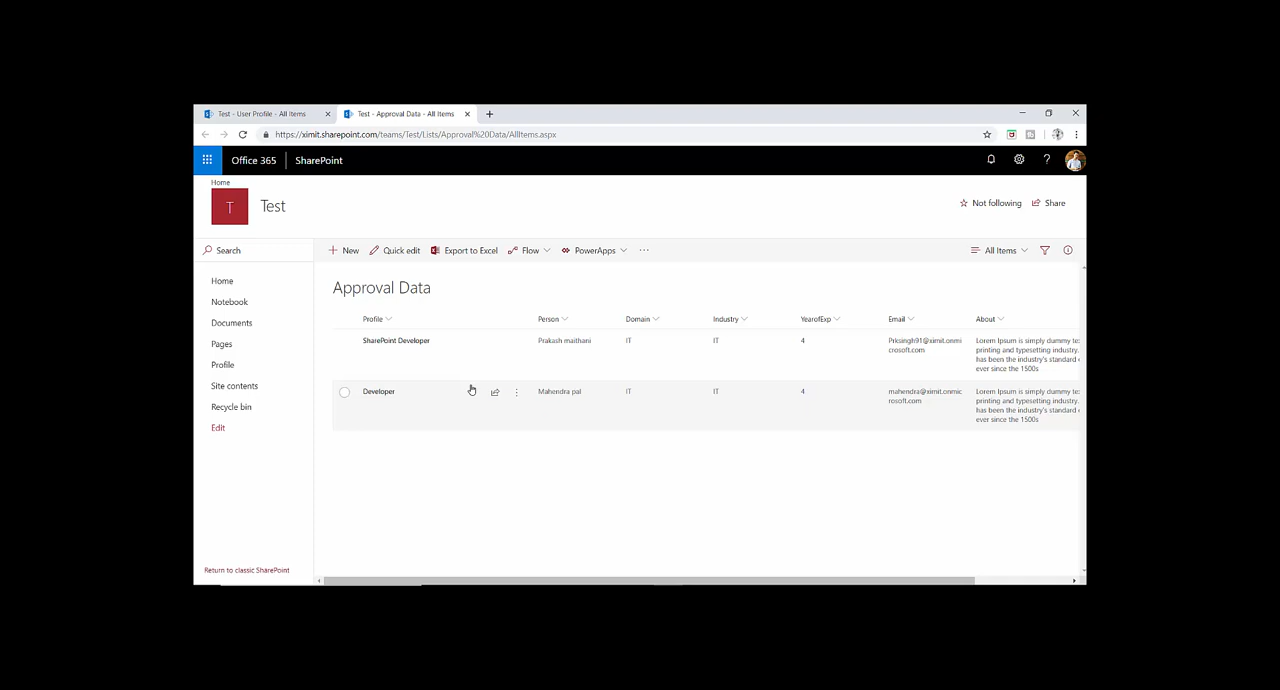 Test - User Profile - All Items
Test - Approval Data - All Items
https://ximit.sharepoint.com/teams/Test/Lists/Approval%20Data/AllItems.aspx
Office 365 SharePoint
Home
T Test
Not following Share
Search
New Quick edit Export to Excel Flow PowerApps ... All Items
Home
Notebook
Documents
Pages
Profile
Site contents
Recycle bin
Edit
Return to classic SharePoint
Approval Data
Profile Person Domain Industry YearofExp Email About
SharePoint Developer Prakash maithani IT IT 4
Prksingh91@ximit.onmi
crosoft.com
Lorem Ipsum is simply dummy te
printing and typesetting industry.
has been the industry's standard
ever since the 1500s
Developer Mahendra pal IT IT 4
mahendra@ximit.onmic
rosoft.com
Lorem Ipsum is simply dummy te
printing and typesetting industry.
has been the industry's standard
ever since the 1500s